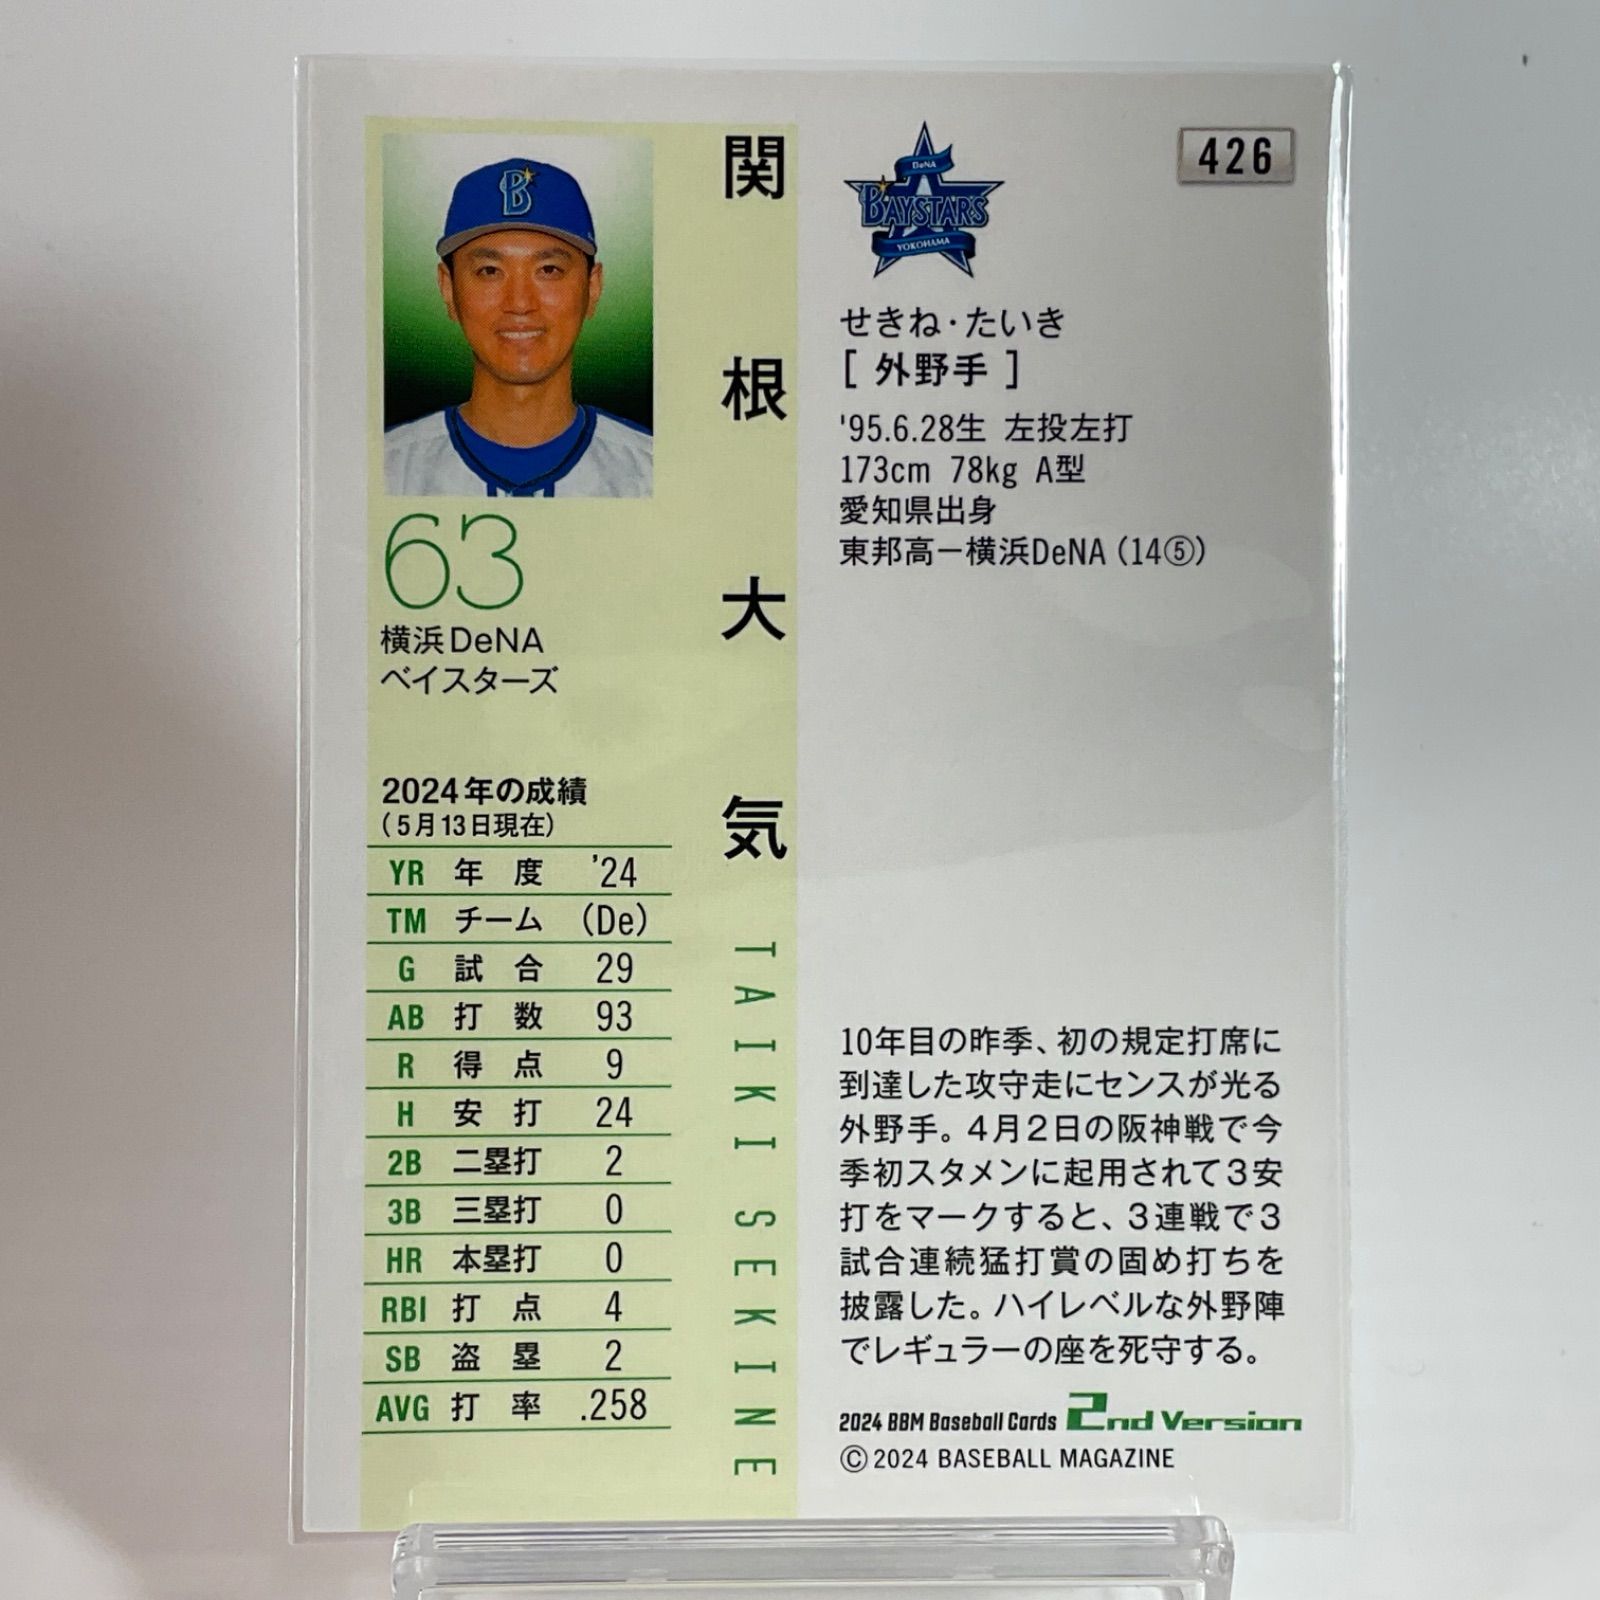 関根大気
TAIKI SEKINE
63
横浜DeNA
ベイスターズ
2024年の成績
(5月13日現在)
YR 年度 '24
TM チーム (De)
G 試合 29
AB 打数 93
R 得点 9
H 安打 24
2B 二塁打 2
3B 三塁打 0
HR 本塁打 0
RBI 打点 4
SB 盗塁 2
AVG 打率 .258
DeNA
BAYSTARS
YOKOHAMA
426
せきね・たいき
[ 外野手 ]
'95.6.28生 左投左打
173cm 78kg A型
愛知県出身
東邦高ー横浜DeNA(14⑤)
10年目の昨季、初の規定打席に
到達した攻守走にセンスが光る
外野手。4月2日の阪神戦で今
季初スタメンに起用されて3安
打をマークすると、3連戦で3
試合連続猛打賞の固め打ちを
披露した。ハイレベルな外野陣
でレギュラーの座を死守する。
2024 BBM Baseball Cards 2nd Version
©2024 BASEBALL MAGAZINE